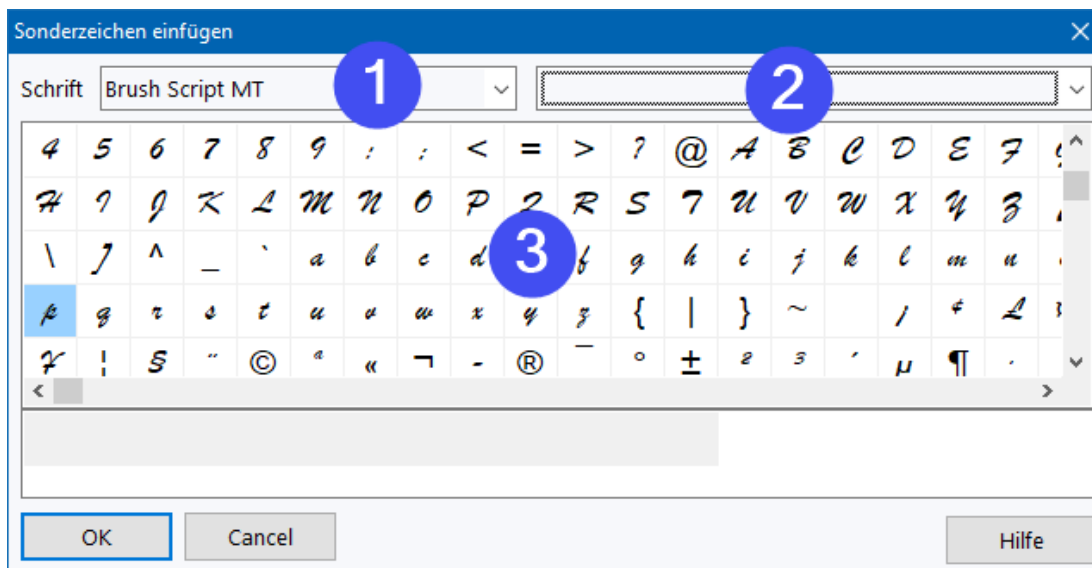 Sonderzeichen einfügen
Schrift Brush Script MT 1 2
4 5 6 7 8 9 : ; < = > ? @ A B C D E F
H I J K L M N O P Q R S T U V W X Y Z
\ ] ^ _ ` a b c d 3 f g h i j k l m n
p q r s t u v w x y z { | } ~ ¡ ¢ £
¥ ¦ § ¨ © ª « ¬ - ® ¯ ° ± ² ³ ´ µ ¶ ·
OK Cancel Hilfe